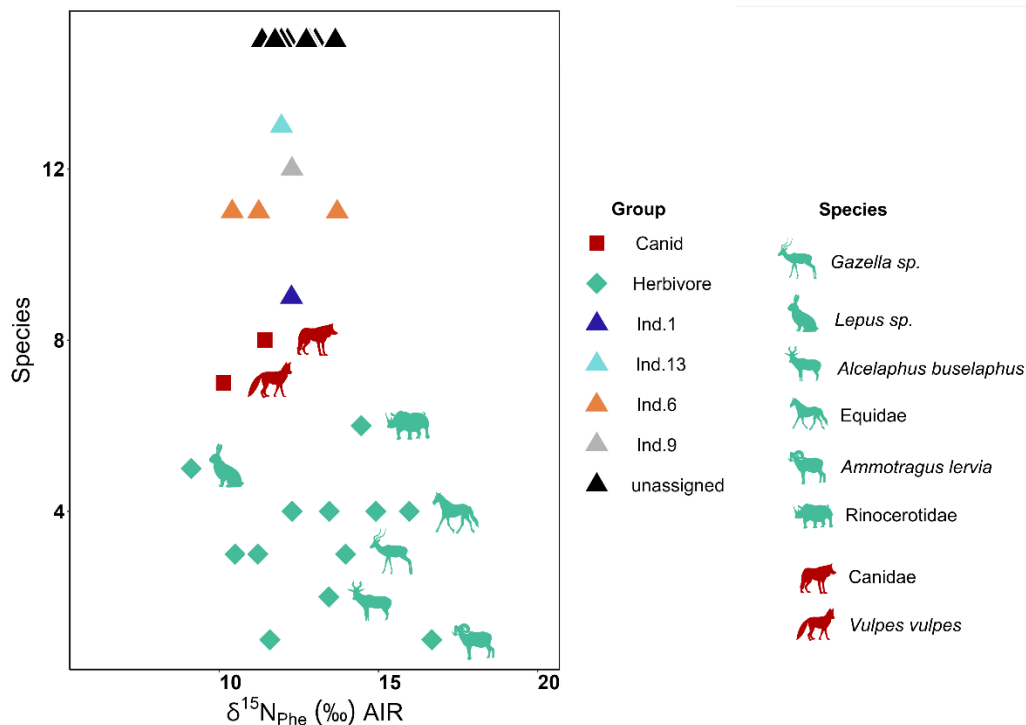 Species
12
8
4
10
15
20
δ¹⁵N_Phe (‰) AIR
Group
Canid
Herbivore
Ind.1
Ind.13
Ind.6
Ind.9
unassigned
Species
Gazella sp.
Lepus sp.
Alcelaphus buselaphus
Equidae
Ammotragus lervia
Rinocerotidae
Canidae
Vulpes vulpes